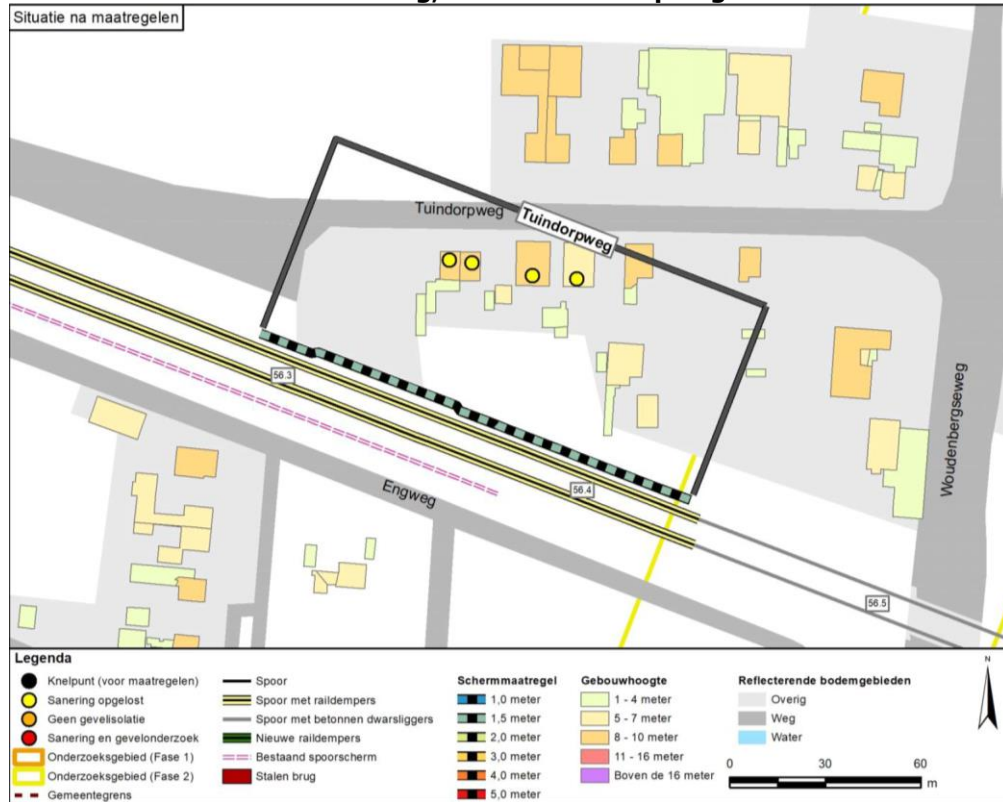 Situatie na maatregelen
Tuindorpweg
Tuindorpweg
56.3
56.4
56.5
Engweg
Woudenbergseweg
Legenda
Knelpunt (voor maatregelen)
Sanering opgelost
Geen gevelisolatie
Sanering en gevelonderzoek
Onderzoeksgebied (Fase 1)
Onderzoeksgebied (Fase 2)
Gemeentegrens
Spoor
Spoor met raildempers
Spoor met betonnen dwarsliggers
Nieuwe raildempers
Bestaand spoorscherm
Stalen brug
Schermmaatregel
1,0 meter
1,5 meter
2,0 meter
3,0 meter
4,0 meter
5,0 meter
Gebouwhoogte
1 - 4 meter
5 - 7 meter
8 - 10 meter
11 - 16 meter
Boven de 16 meter
Reflecterende bodemgebieden
Overig
Weg
Water
N
0 30 60
m